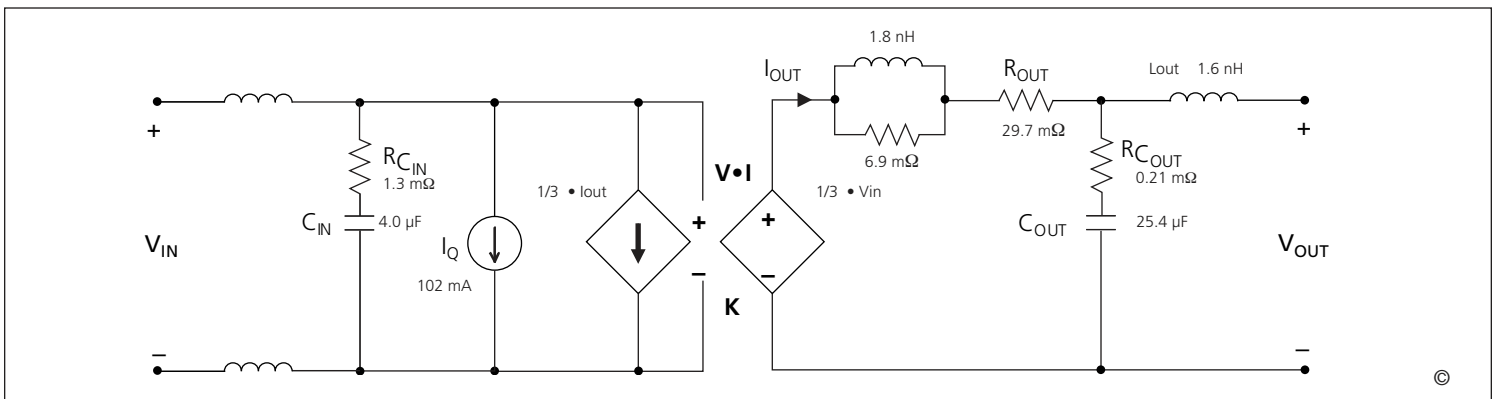 1.8 nH
I_OUT
R_OUT
Lout 1.6 nH
+
+
29.7 mΩ
R_C_IN
1.3 mΩ
6.9 mΩ
R_C_OUT
0.21 mΩ
V•I
1/3 • Iout
1/3 • Vin
+
+
C_IN
4.0 µF
C_OUT
25.4 µF
V_IN
I_Q
V_OUT
–
–
102 mA
K
–
–
©